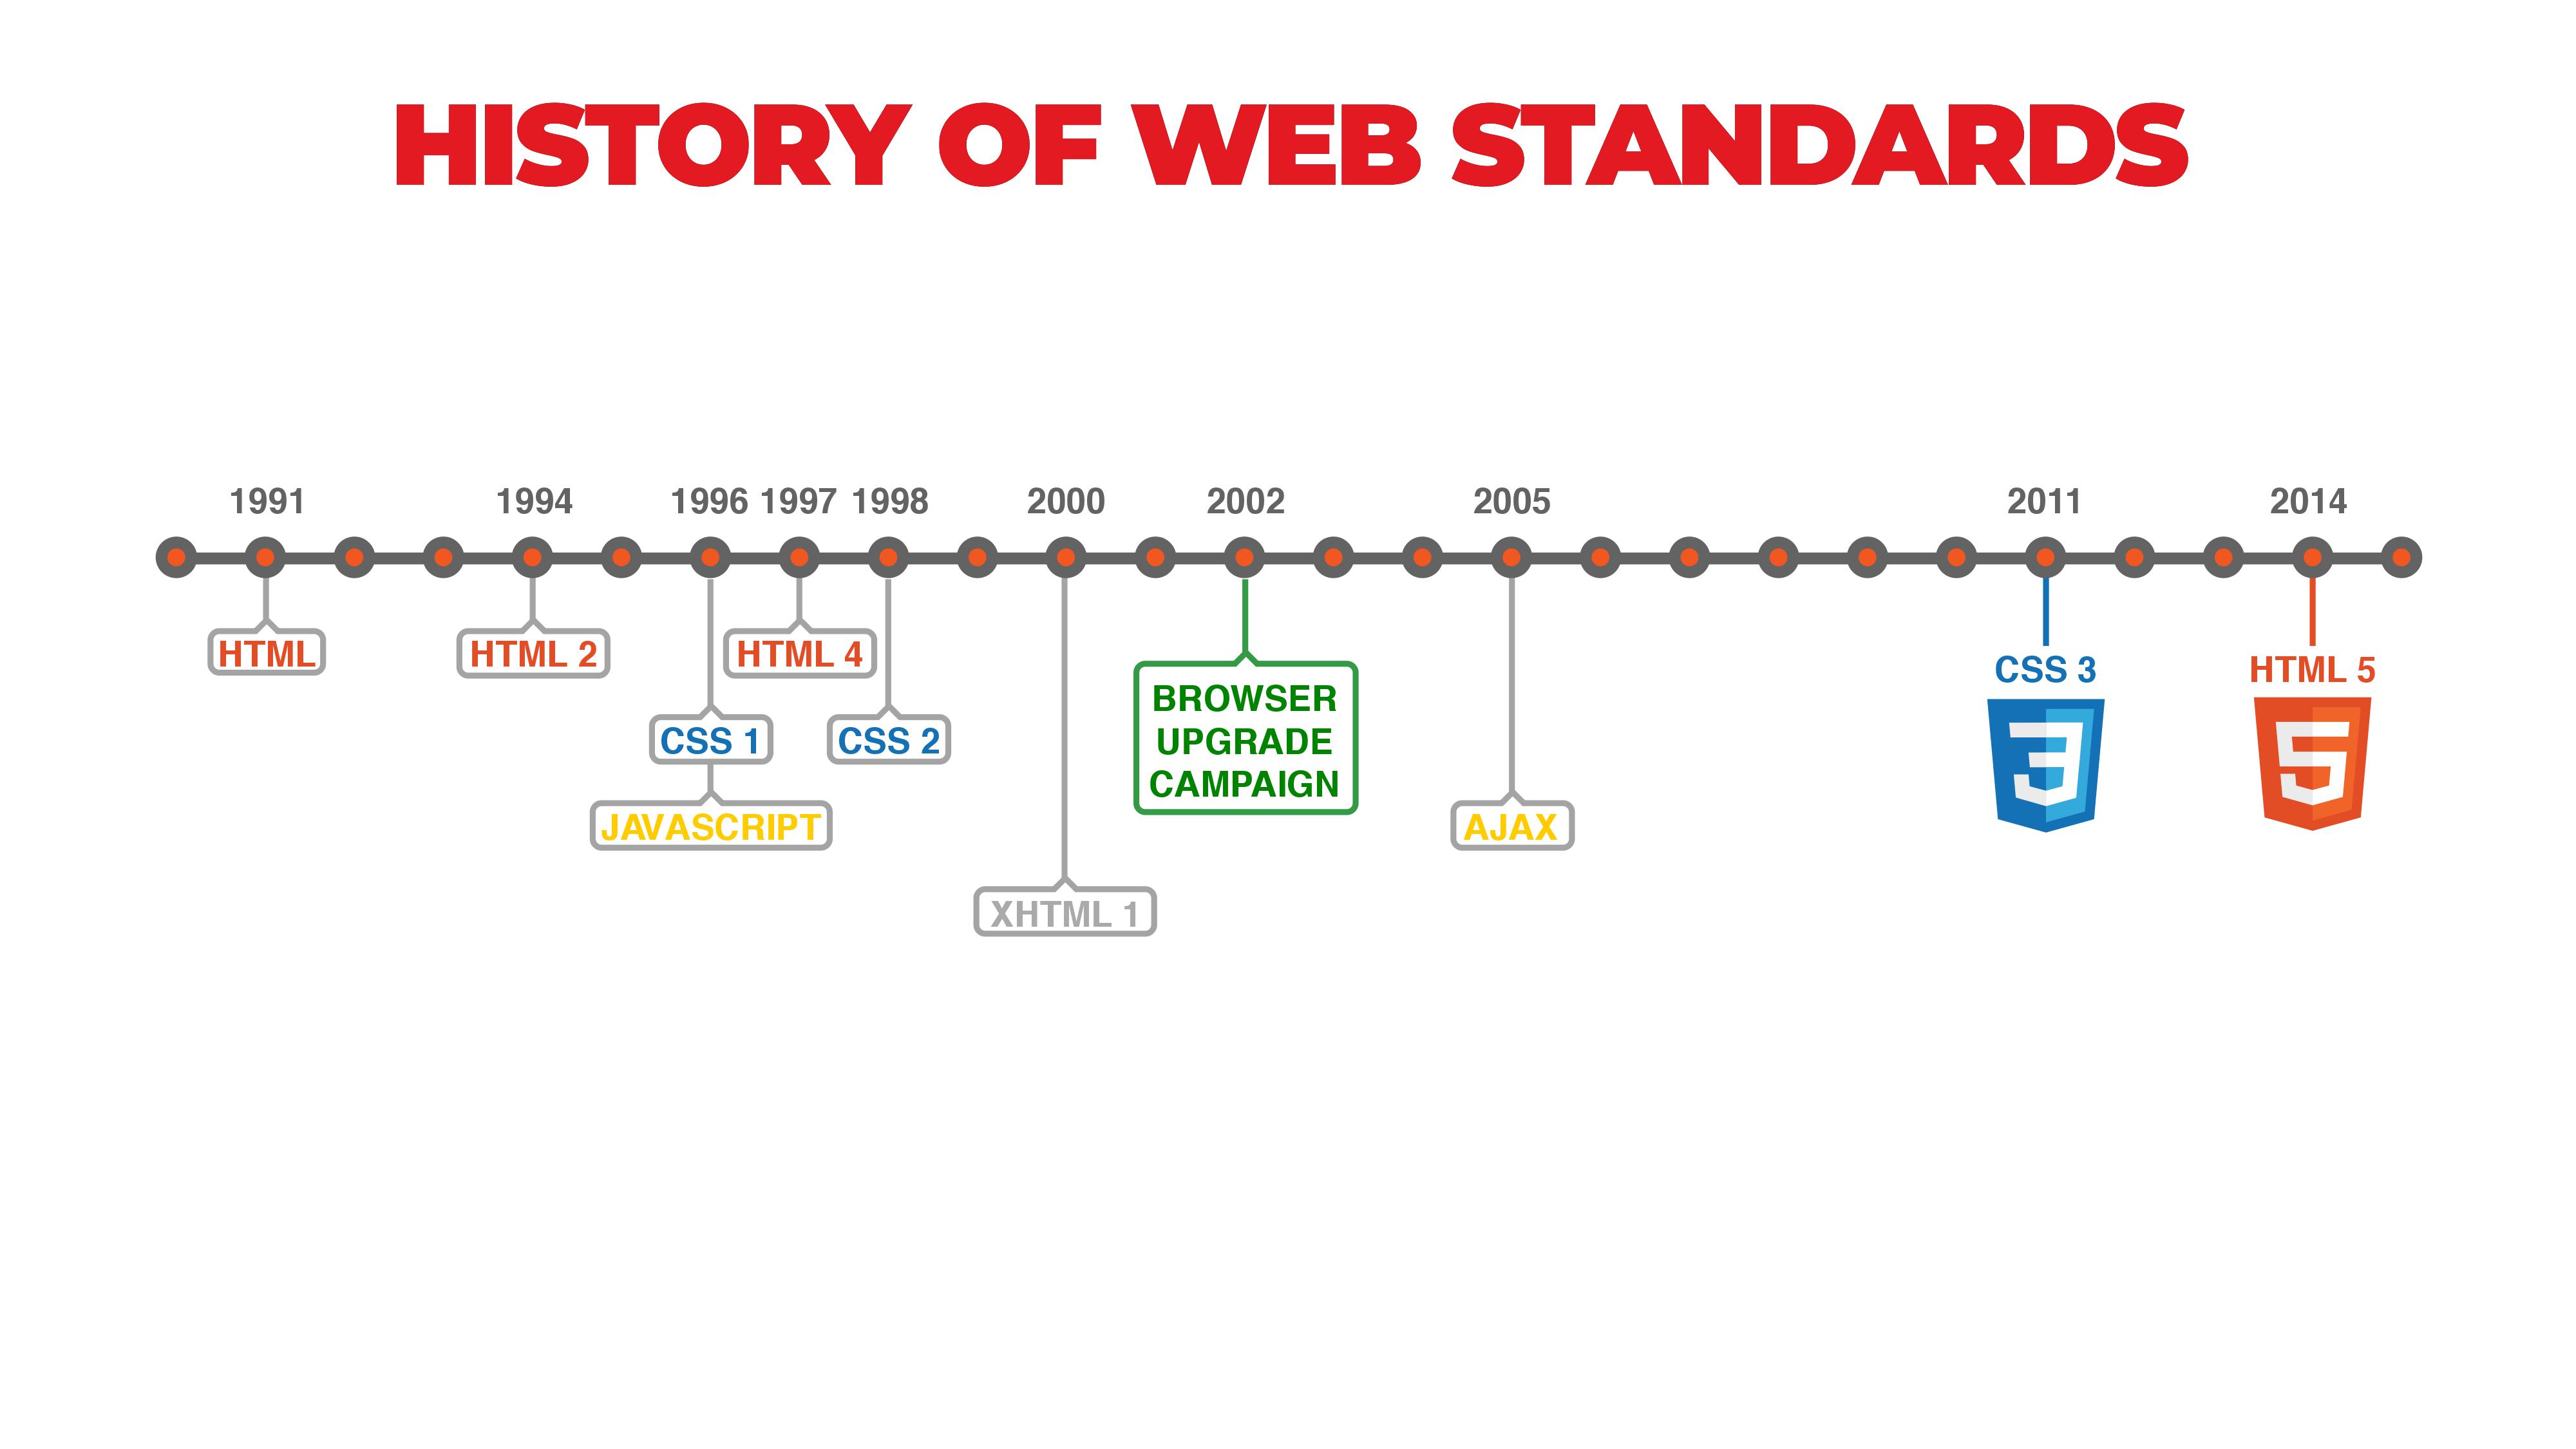 HISTORY OF WEB STANDARDS
1991 1994 1996 1997 1998 2000 2002 2005 2011 2014
HTML
HTML 2
HTML 4
CSS 1
CSS 2
JAVASCRIPT
XHTML 1
BROWSER
UPGRADE
CAMPAIGN
AJAX
CSS 3
3
HTML 5
5